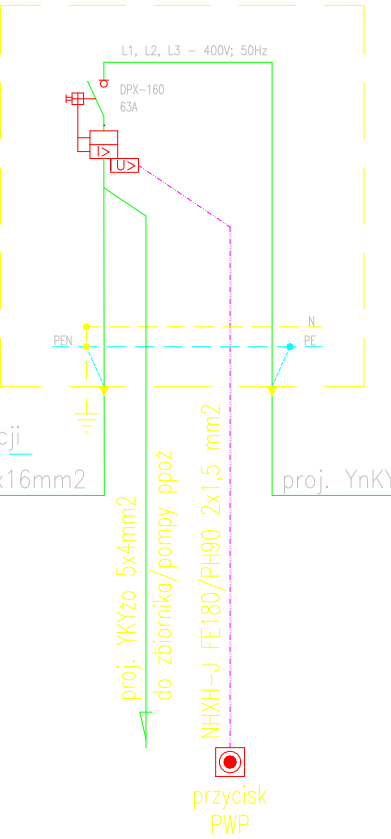 L1, L2, L3 - 400V; 50Hz
DPX-160
63A
I>
U>
N
PEN
PE
cji
x16mm2
proj. YnKY
proj. YKYżo 5x4mm2
do zbiornika/pompy ppoż
NHXH-J FE180/PH90 2x1,5 mm2
przycisk
PWP